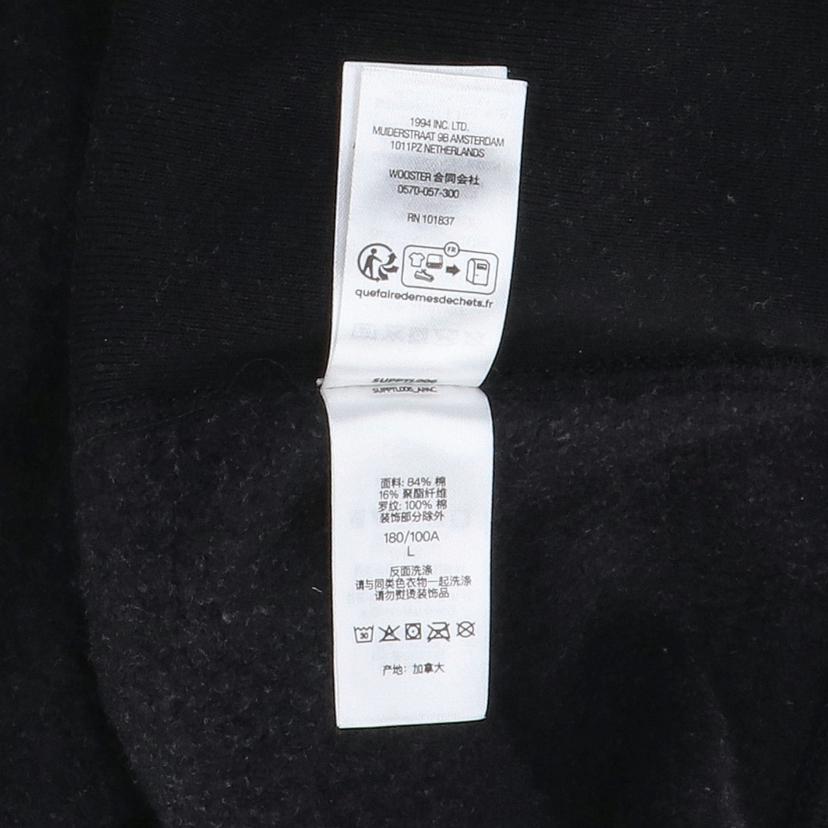 1994 INC. LTD.
MUIDERSTRAAT 9B AMSTERDAM
1011PZ NETHERLANDS
WOOSTER 合同会社
0570-057-300
RN 101837
FR
quefairedemesdechets.fr
SUPPTL006
SUPPTL006_APAC
面料: 84% 棉
16% 聚酯纤维
罗纹: 100% 棉
装饰部分除外
180/100A
L
反面洗涤
请与同类色衣物一起洗涤
请勿熨烫装饰品
30
产地: 加拿大